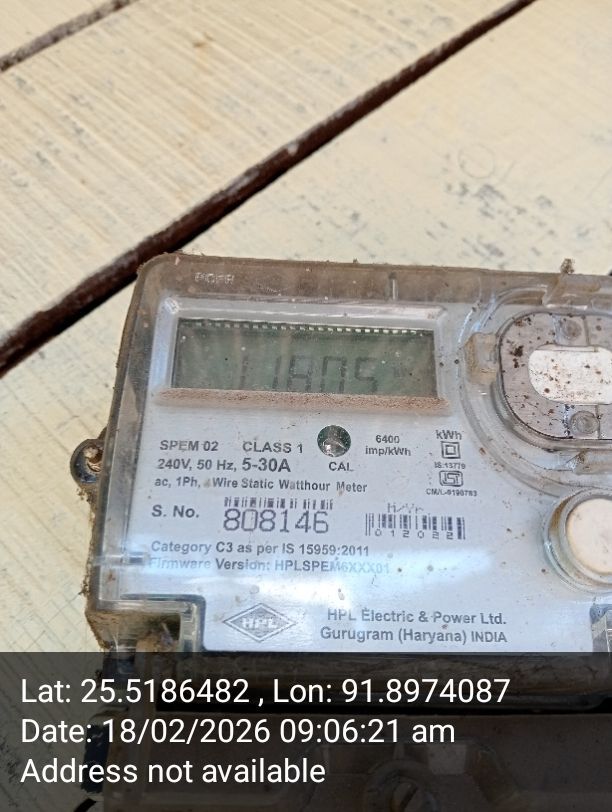 11805
SPEM 02 CLASS 1 6400 imp/kWh kWh
240V, 50 Hz, 5-30A CAL IS:13779
ac, 1Ph, Wire Static Watthour Meter
S. No. 808146 M/Yr.
012022
Category C3 as per IS 15959:2011
Firmware Version: HPLSPEM6XXX01
HPL HPL Electric & Power Ltd.
Gurugram (Haryana) INDIA
Lat: 25.5186482 , Lon: 91.8974087
Date: 18/02/2026 09:06:21 am
Address not available